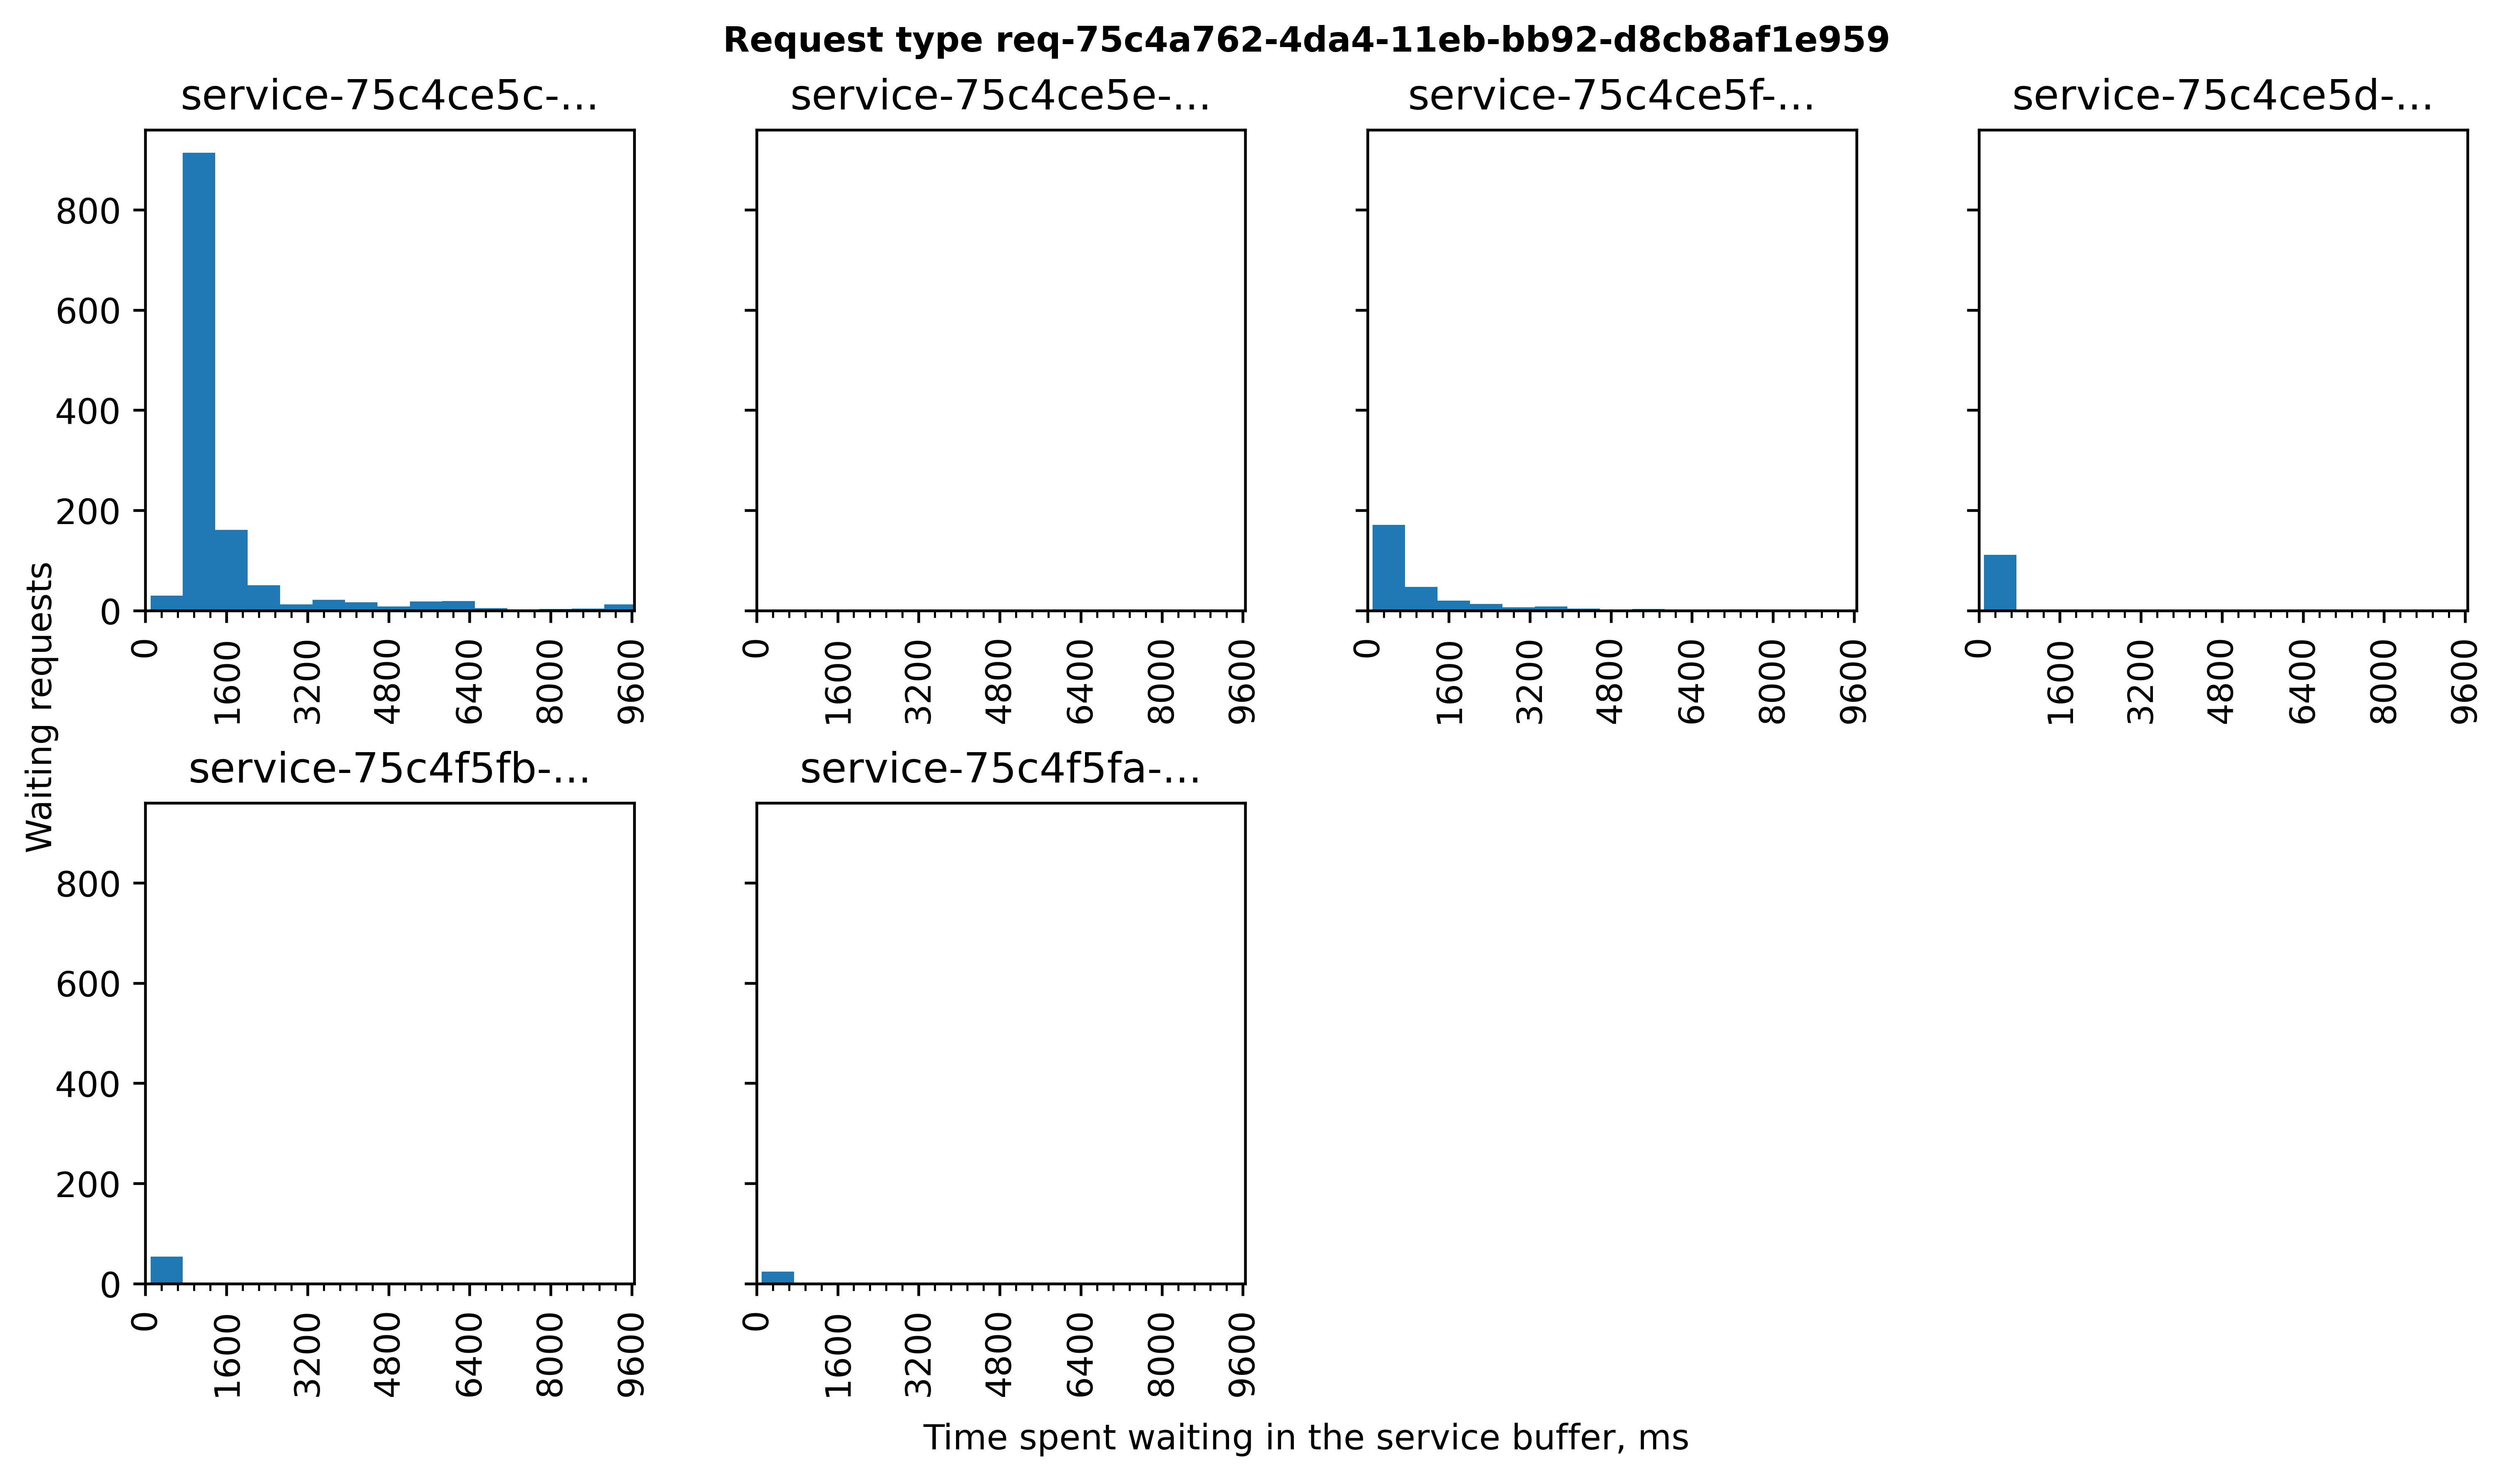 Request type req-75c4a762-4da4-11eb-bb92-d8cb8af1e959
service-75c4ce5c-...
service-75c4ce5e-...
service-75c4ce5f-...
service-75c4ce5d-...
800
600
400
200
0
0 1600 3200 4800 6400 8000 9600
0 1600 3200 4800 6400 8000 9600
0 1600 3200 4800 6400 8000 9600
0 1600 3200 4800 6400 8000 9600
Waiting requests
service-75c4f5fb-...
service-75c4f5fa-...
800
600
400
200
0
0 1600 3200 4800 6400 8000 9600
0 1600 3200 4800 6400 8000 9600
Time spent waiting in the service buffer, ms